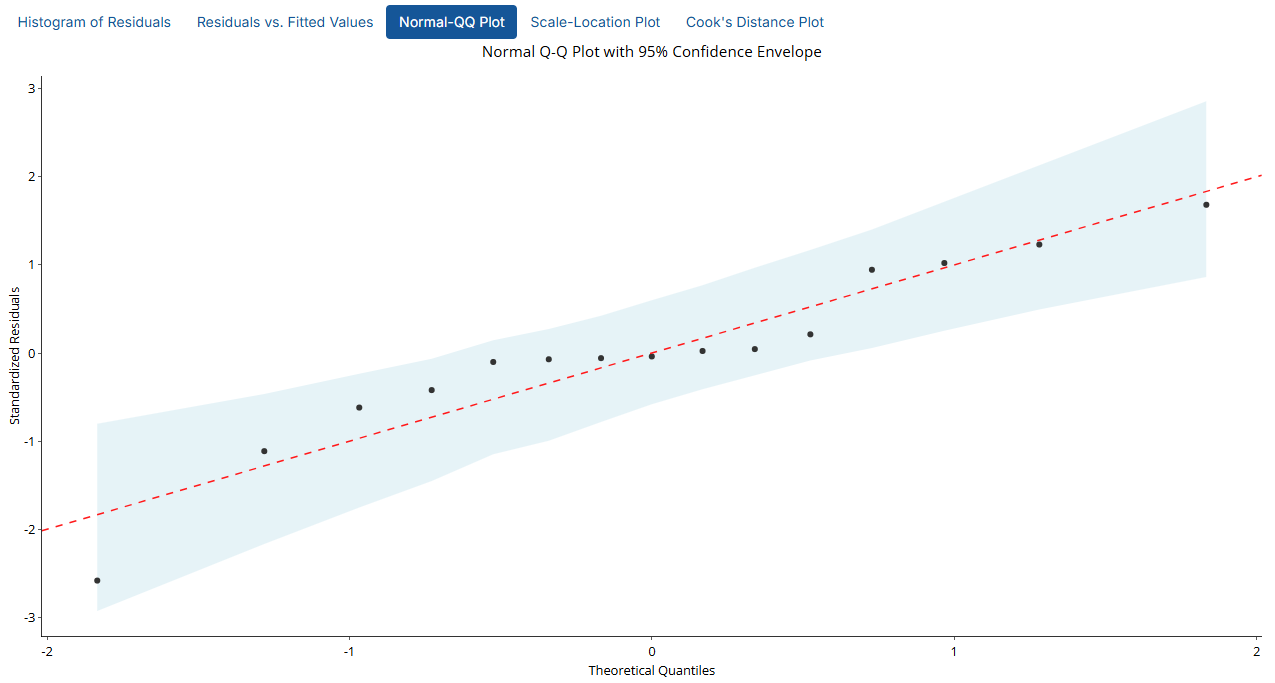 Histogram of Residuals Residuals vs. Fitted Values Normal-QQ Plot Scale-Location Plot Cook's Distance Plot
Normal Q-Q Plot with 95% Confidence Envelope
3
2
1
0
-1
-2
-3
Standardized Residuals
-2 -1 0 1 2
Theoretical Quantiles